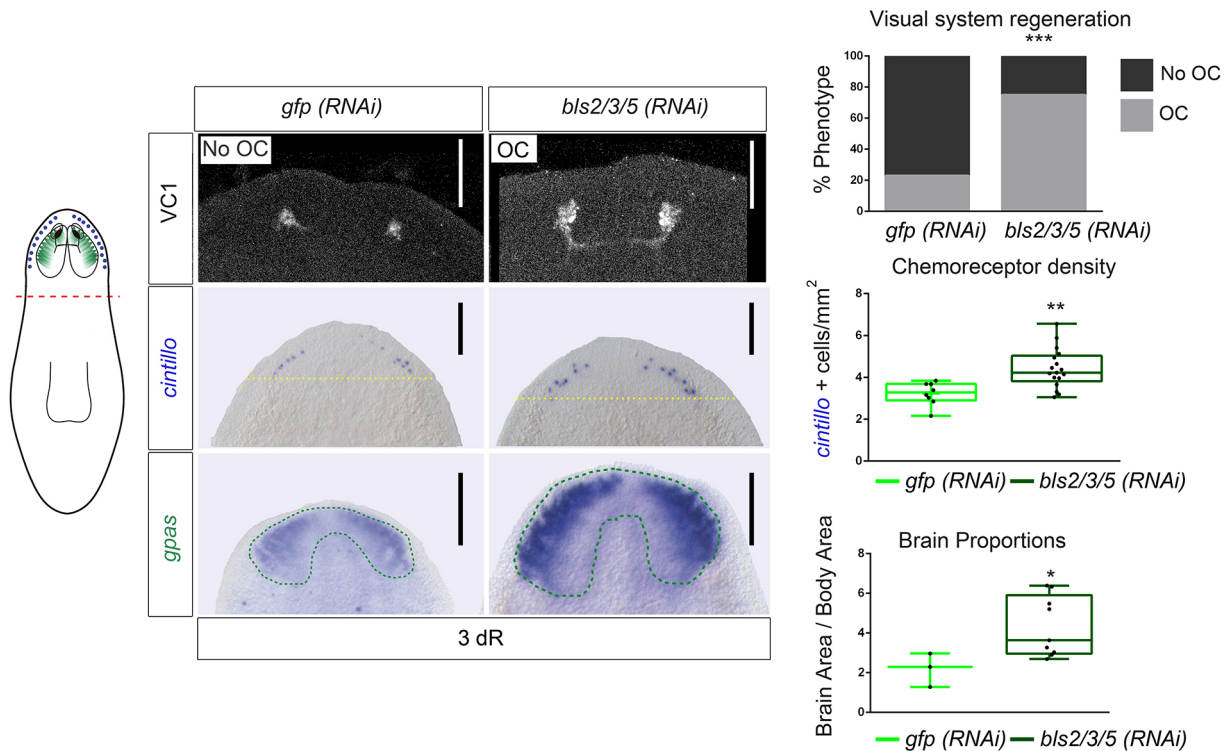 gfp (RNAi)
bls2/3/5 (RNAi)
VC1
No OC
OC
cintillo
gpas
3 dR
Visual system regeneration
***
% Phenotype
100
80
60
40
20
0
gfp (RNAi)
bls2/3/5 (RNAi)
No OC
OC
Chemoreceptor density
cintillo + cells/mm2
8
6
4
2
0
**
gfp (RNAi)
bls2/3/5 (RNAi)
Brain Proportions
Brain Area / Body Area
8
6
4
2
0
*
gfp (RNAi)
bls2/3/5 (RNAi)